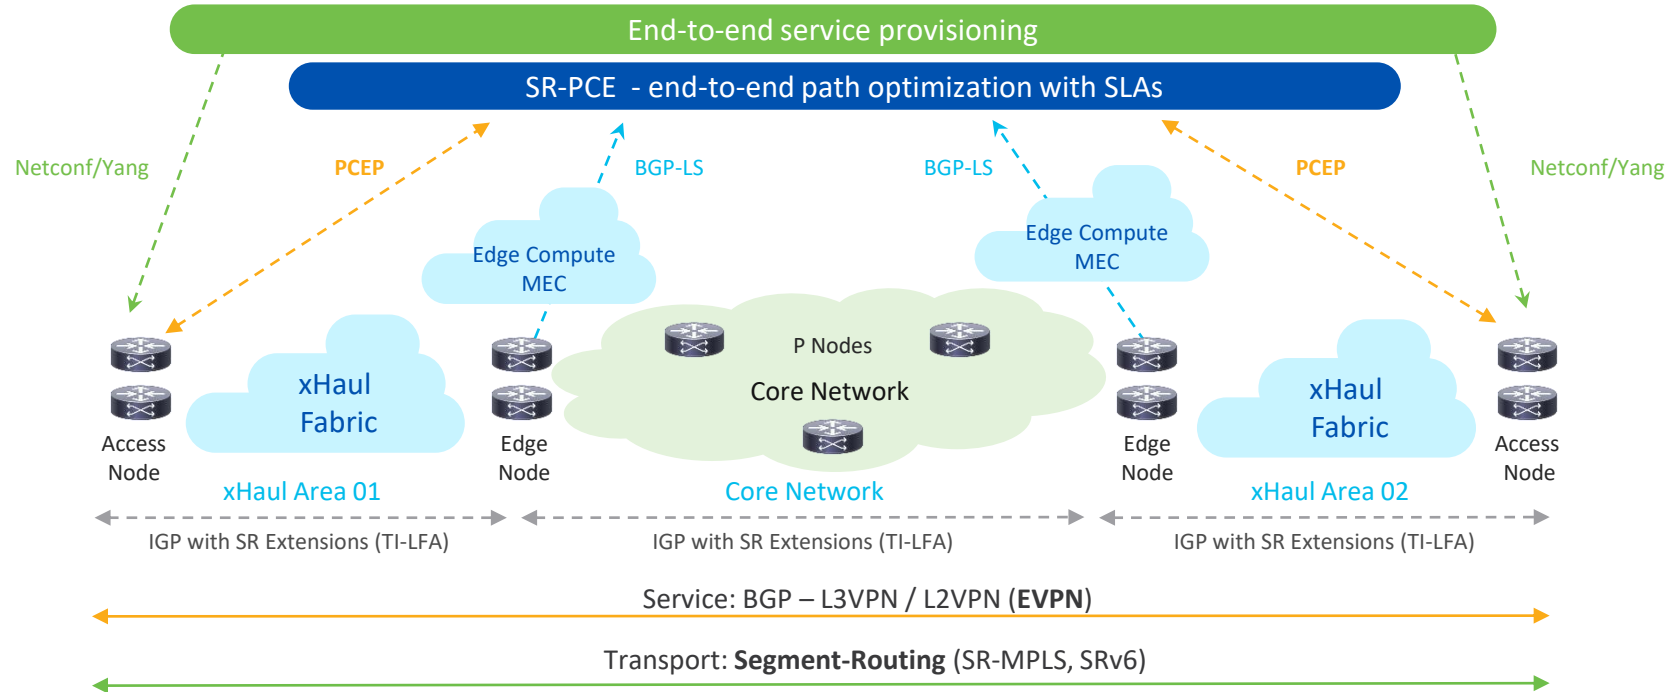 End-to-end service provisioning
SR-PCE - end-to-end path optimization with SLAs
Netconf/Yang
PCEP
BGP-LS
BGP-LS
PCEP
Netconf/Yang
Edge Compute
MEC
Edge Compute
MEC
P Nodes
Core Network
xHaul
Fabric
xHaul
Fabric
Access
Node
Edge
Node
Edge
Node
Access
Node
xHaul Area 01
Core Network
xHaul Area 02
IGP with SR Extensions (TI-LFA)
IGP with SR Extensions (TI-LFA)
IGP with SR Extensions (TI-LFA)
Service: BGP – L3VPN / L2VPN (EVPN)
Transport: Segment-Routing (SR-MPLS, SRv6)